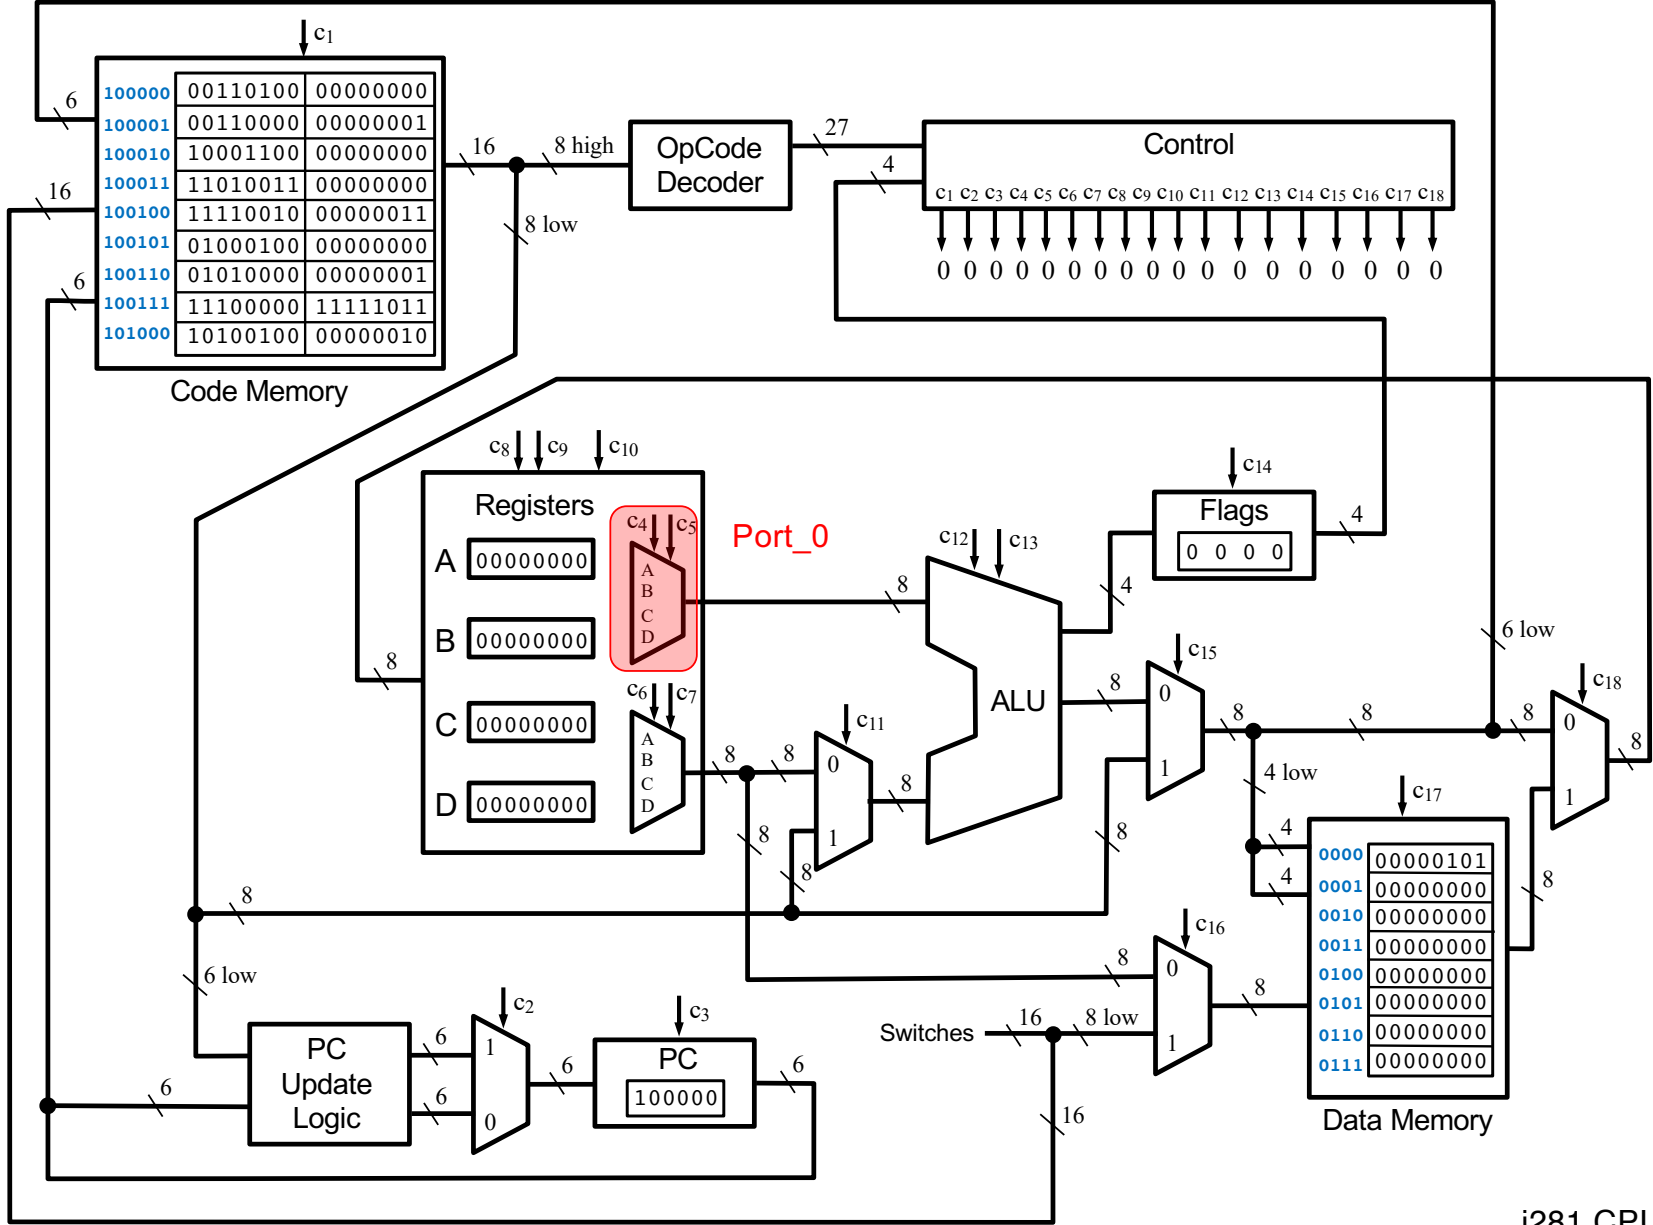 c1
100000 00110100 00000000
100001 00110000 00000001
100010 10001100 00000000
100011 11010011 00000000
100100 11110010 00000011
100101 01000100 00000000
100110 01010000 00000001
100111 11100000 11111011
101000 10100100 00000010
Code Memory
6
16
6
16
8 high
8 low
OpCode
Decoder
27
4
Control
c1 c2 c3 c4 c5 c6 c7 c8 c9 c10 c11 c12 c13 c14 c15 c16 c17 c18
0 0 0 0 0 0 0 0 0 0 0 0 0 0 0 0 0 0
c8 c9 c10
Registers
A 00000000
B 00000000
C 00000000
D 00000000
8
c4 c5
A
B
C
D
Port_0
c6 c7
A
B
C
D
8
8
8
8
c11
0
1
8
8
8
c12 c13
ALU
4
8
c14
Flags
0 0 0 0
4
c15
0
1
8
8
8
6 low
8
c18
0
1
8
4 low
4
4
c17
0000 00000101
0001 00000000
0010 00000000
0011 00000000
0100 00000000
0101 00000000
0110 00000000
0111 00000000
Data Memory
8
c16
0
1
8
8
Switches
16
8 low
16
8
6 low
PC
Update
Logic
6
6
6
c2
1
0
6
c3
PC
100000
6
i281 CPU